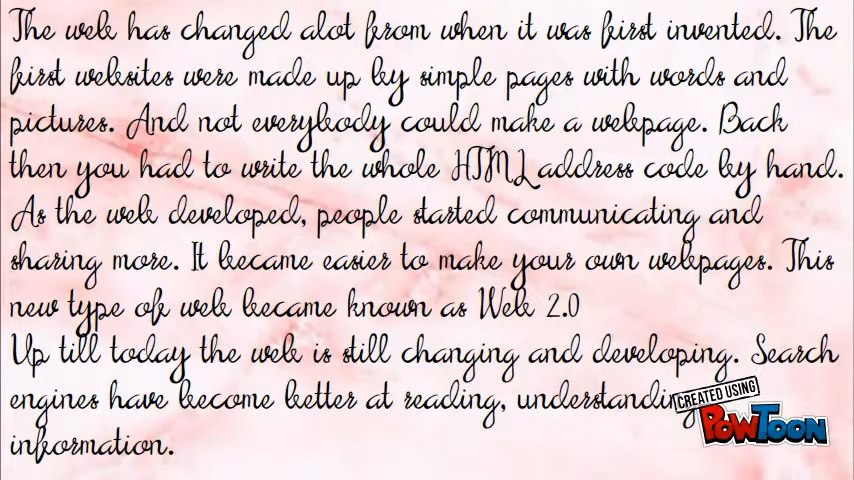 The web has changed alot from when it was first invented. The
first websites were made up by simple pages with words and
pictures. And not everybody could make a webpage. Back
then you had to write the whole HTML address code by hand.
As the web developed, people started communicating and
sharing more. It became easier to make your own webpages. This
new type of web became known as Web 2.0
Up till today the web is still changing and developing. Search
engines have become better at reading, understanding
information.
CREATED USING
POWTOON